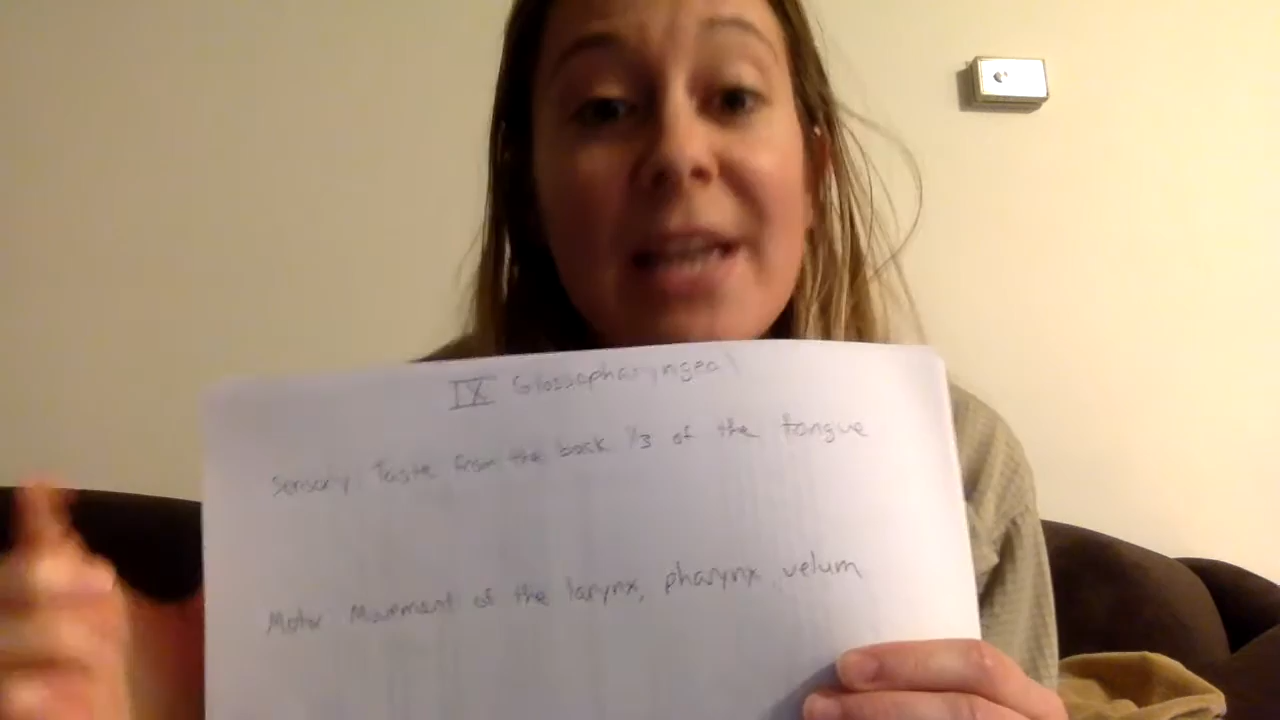 IX Glossopharyngeal
Sensory Taste from the back 1/3 of the tongue
Motor Movement of the larynx, pharynx, velum